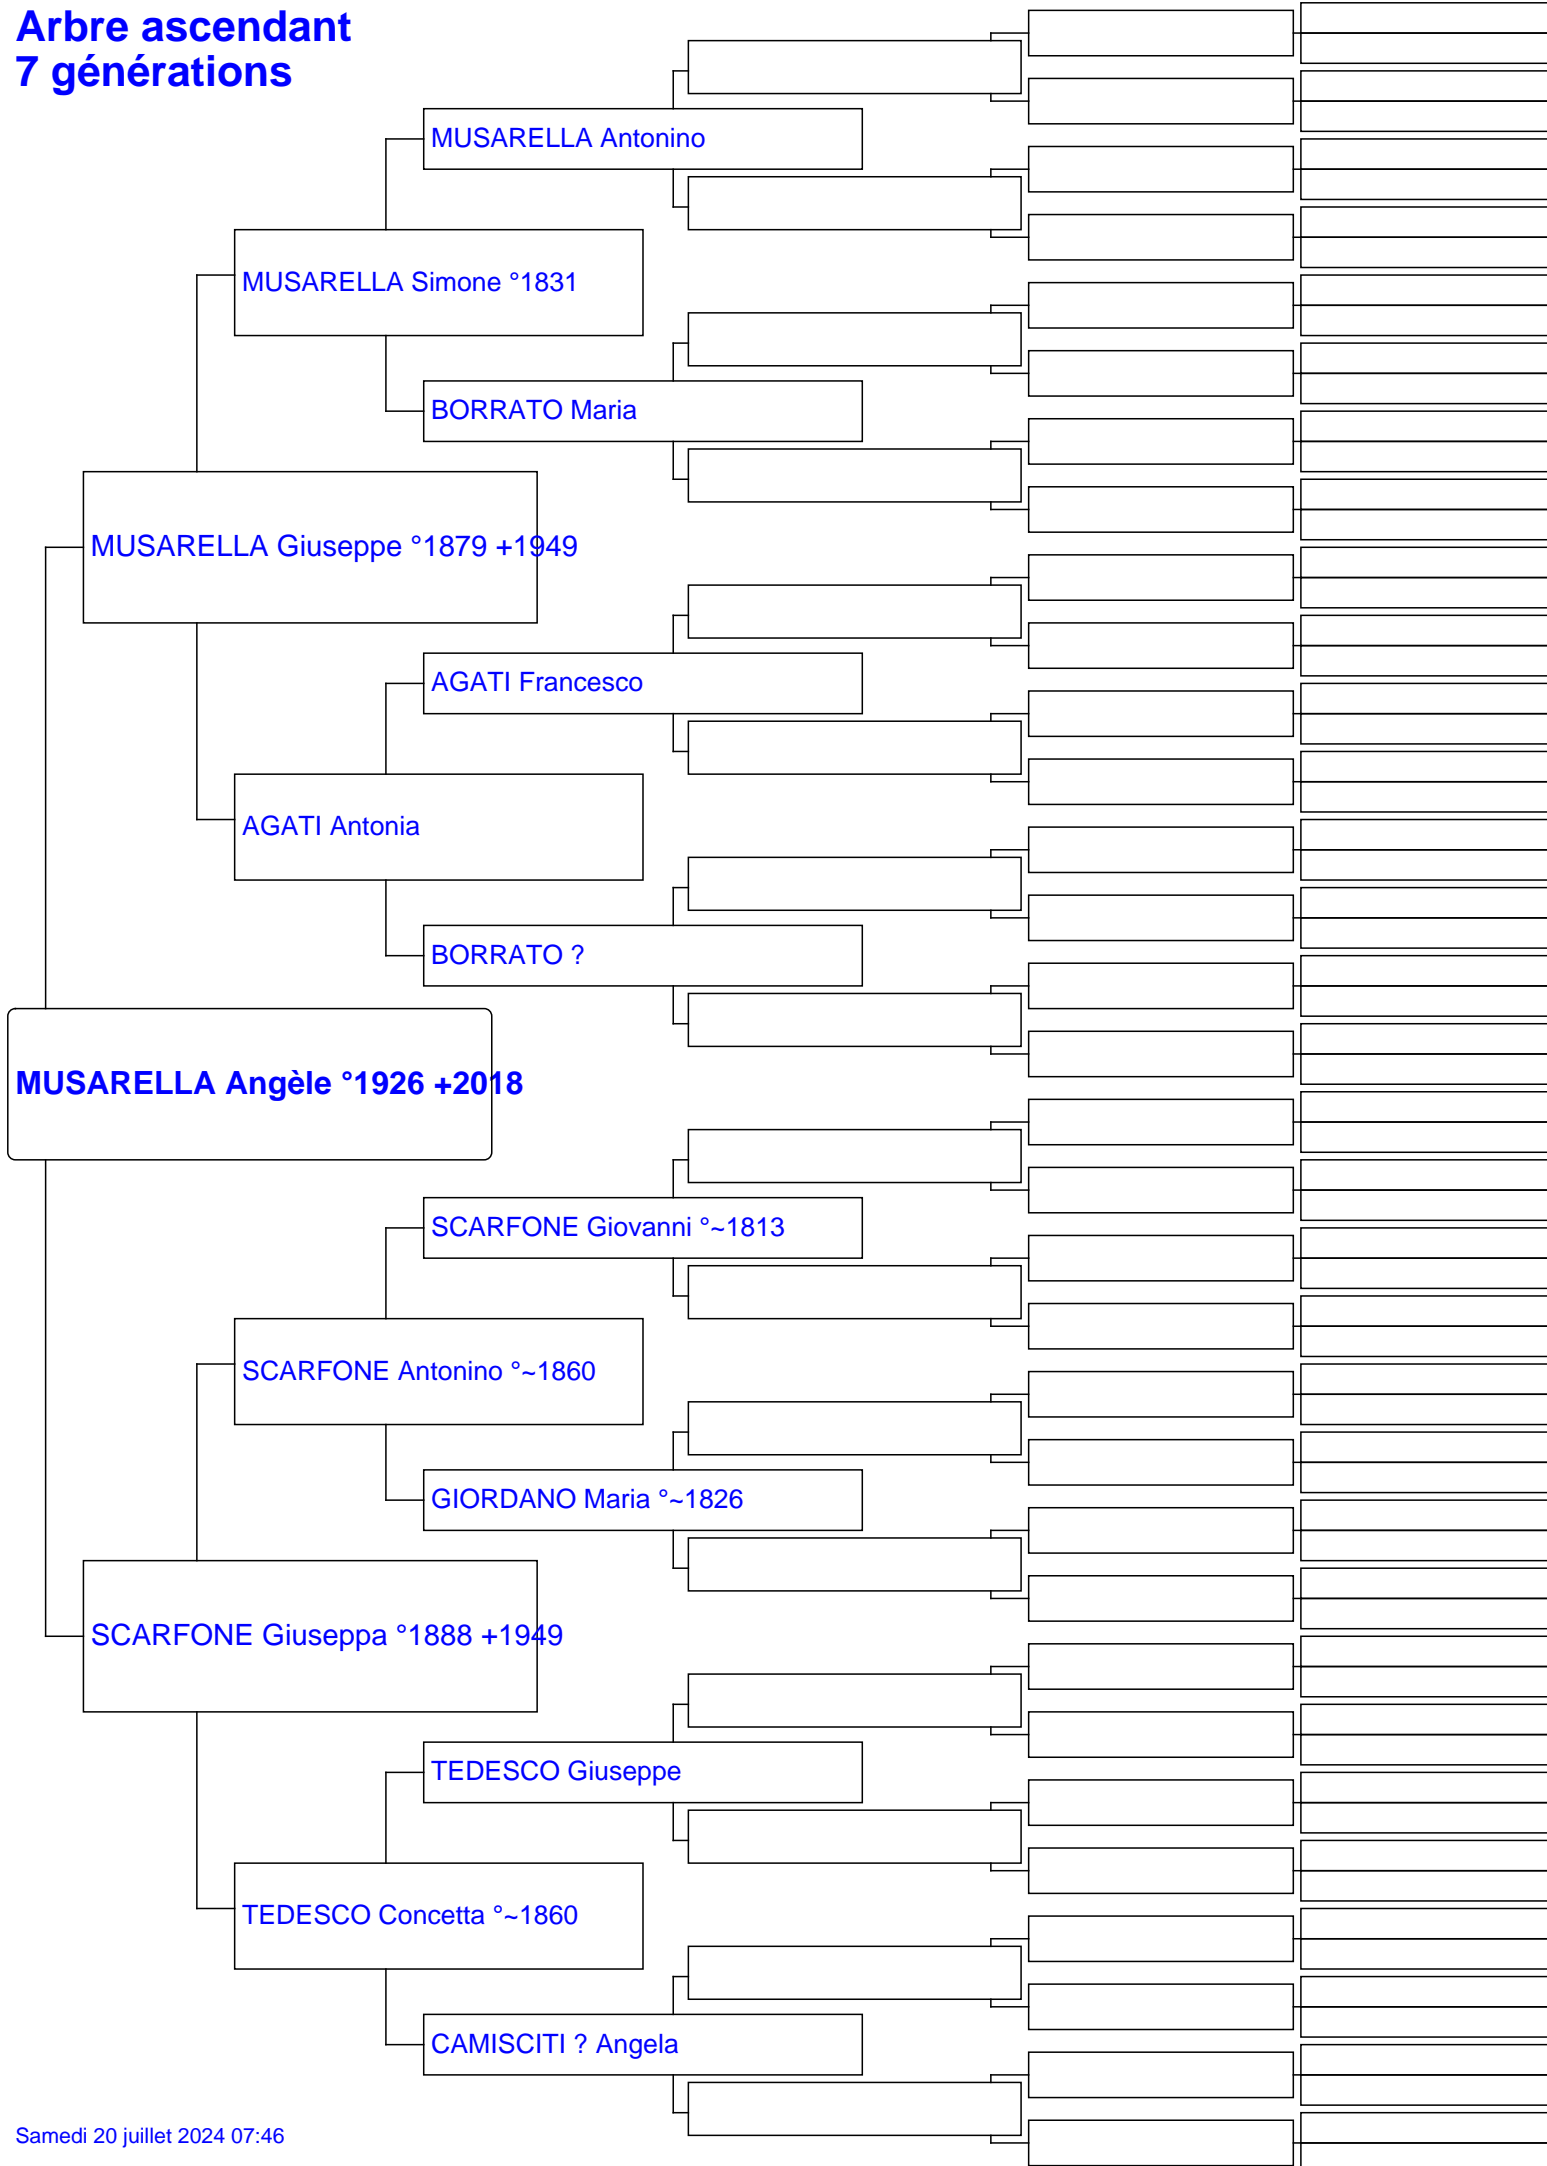 Arbre ascendant
7 générations
MUSARELLA Antonino
MUSARELLA Simone °1831
BORRATO Maria
MUSARELLA Giuseppe °1879 +1949
AGATI Francesco
AGATI Antonia
BORRATO ?
MUSARELLA Angèle °1926 +2018
SCARFONE Giovanni °~1813
SCARFONE Antonino °~1860
GIORDANO Maria °~1826
SCARFONE Giuseppa °1888 +1949
TEDESCO Giuseppe
TEDESCO Concetta °~1860
CAMISCITI ? Angela
Samedi 20 juillet 2024 07:46